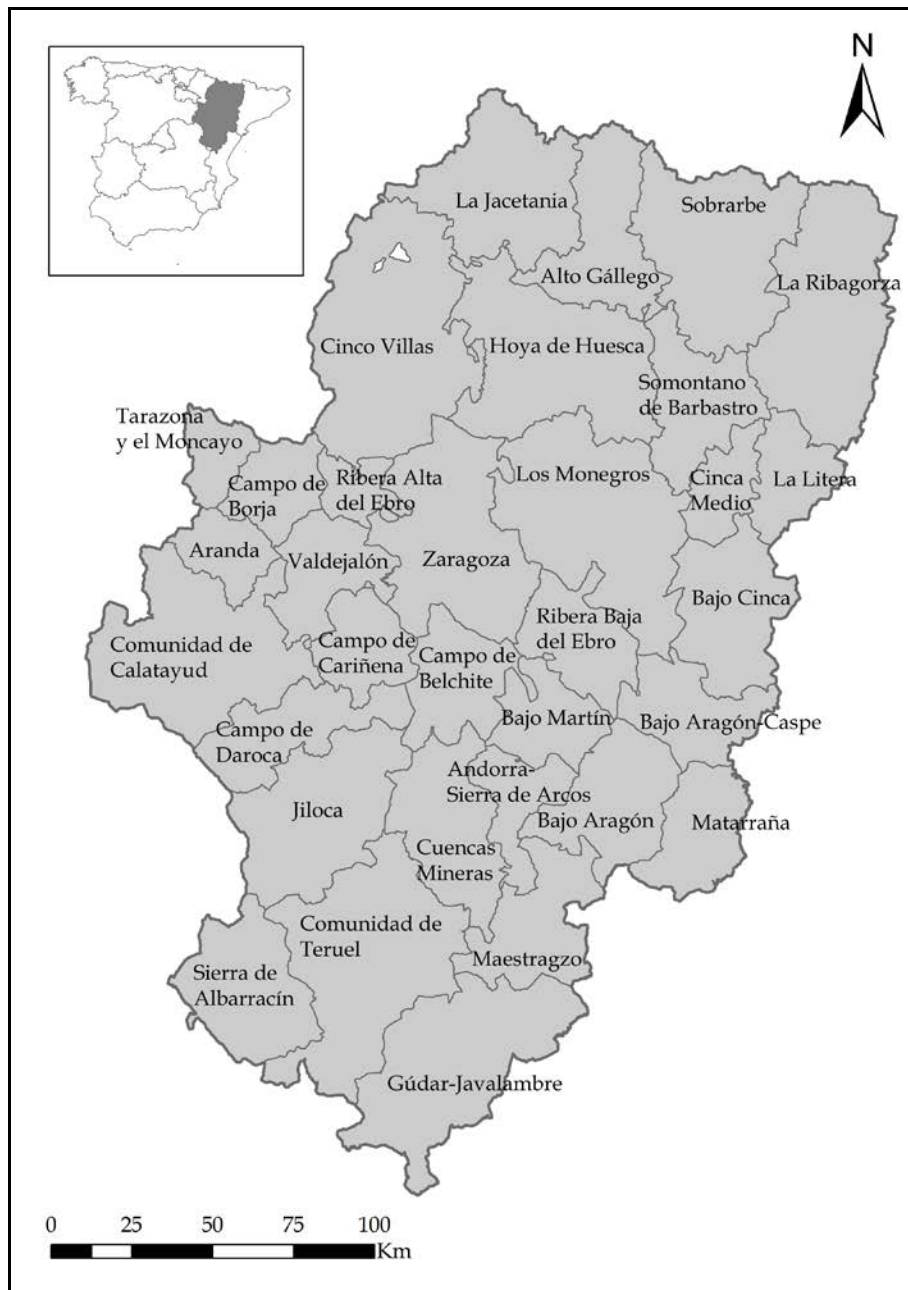 N
La Jacetania
Sobrarbe
Alto Gállego
La Ribagorza
Cinco Villas
Hoya de Huesca
Somontano
de Barbastro
Tarazona
y el Moncayo
Campo de
Borja
Ribera Alta
del Ebro
Los Monegros
Cinca
Medio
La Litera
Aranda
Valdejalón
Zaragoza
Bajo Cinca
Ribera Baja
del Ebro
Comunidad de
Calatayud
Campo de
Cariñena
Campo de
Belchite
Bajo Martín
Bajo Aragón-Caspe
Campo de
Daroca
Andorra-
Sierra de Arcos
Jiloca
Bajo Aragón
Matarraña
Cuencas
Mineras
Comunidad de
Teruel
Maestragzo
Sierra de
Albarracín
Gúdar-Javalambre
0 25 50 75 100
Km